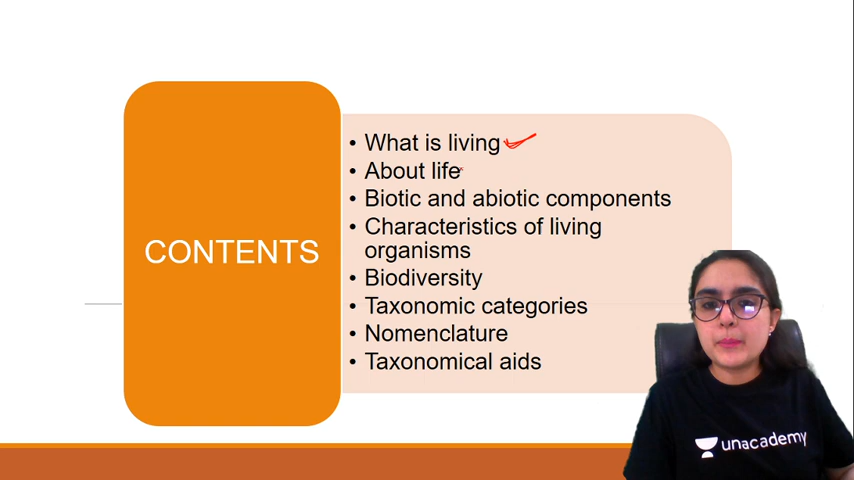 CONTENTS
• What is living
• About life
• Biotic and abiotic components
• Characteristics of living
organisms
• Biodiversity
• Taxonomic categories
• Nomenclature
• Taxonomical aids
unacademy